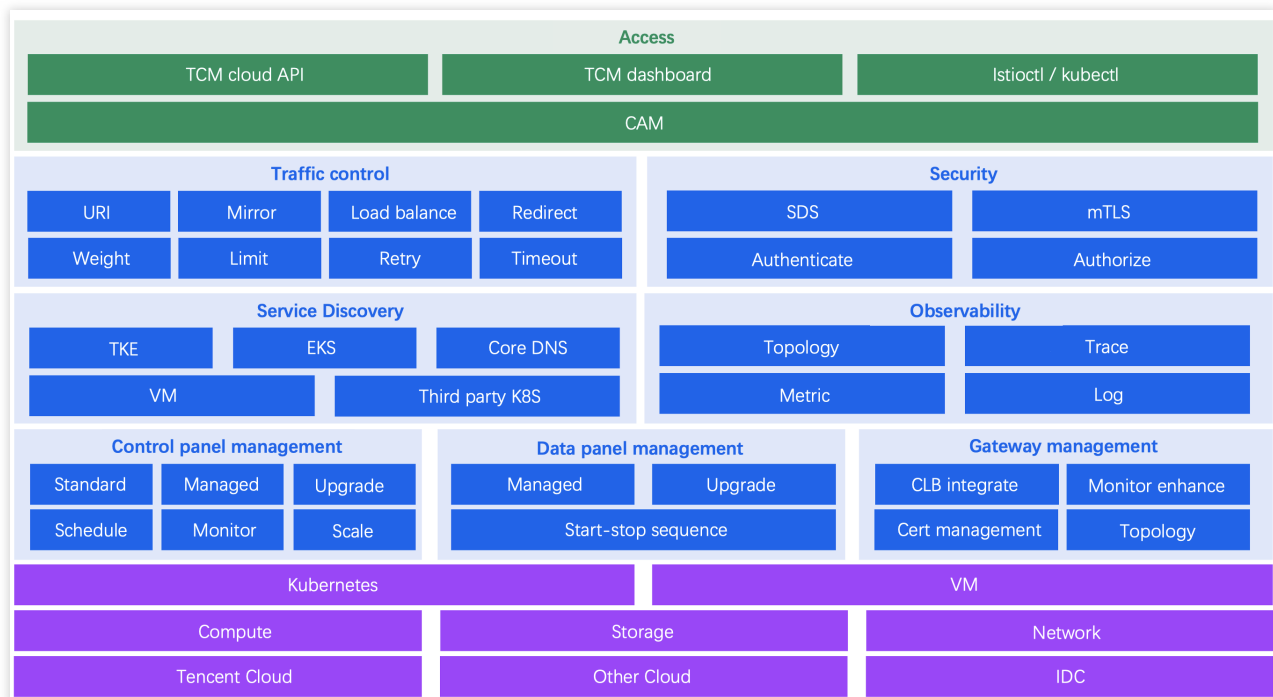 Access
TCM cloud API
TCM dashboard
Istioctl / kubectl
CAM
Traffic control
URI
Mirror
Load balance
Redirect
Weight
Limit
Retry
Timeout
Security
SDS
mTLS
Authenticate
Authorize
Service Discovery
TKE
EKS
Core DNS
VM
Third party K8S
Observability
Topology
Trace
Metric
Log
Control panel management
Standard
Managed
Upgrade
Schedule
Monitor
Scale
Data panel management
Managed
Upgrade
Start-stop sequence
Gateway management
CLB integrate
Monitor enhance
Cert management
Topology
Kubernetes
VM
Compute
Storage
Network
Tencent Cloud
Other Cloud
IDC